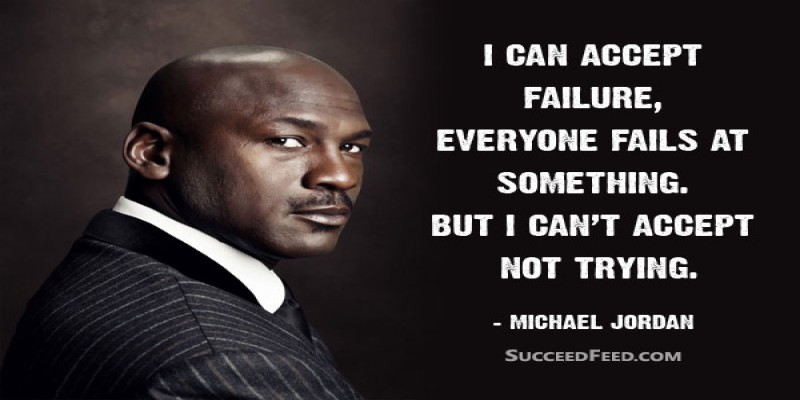 I CAN ACCEPT
FAILURE,
EVERYONE FAILS AT
SOMETHING.
BUT I CAN'T ACCEPT
NOT TRYING.
- MICHAEL JORDAN
SUCCEEDFEED.COM